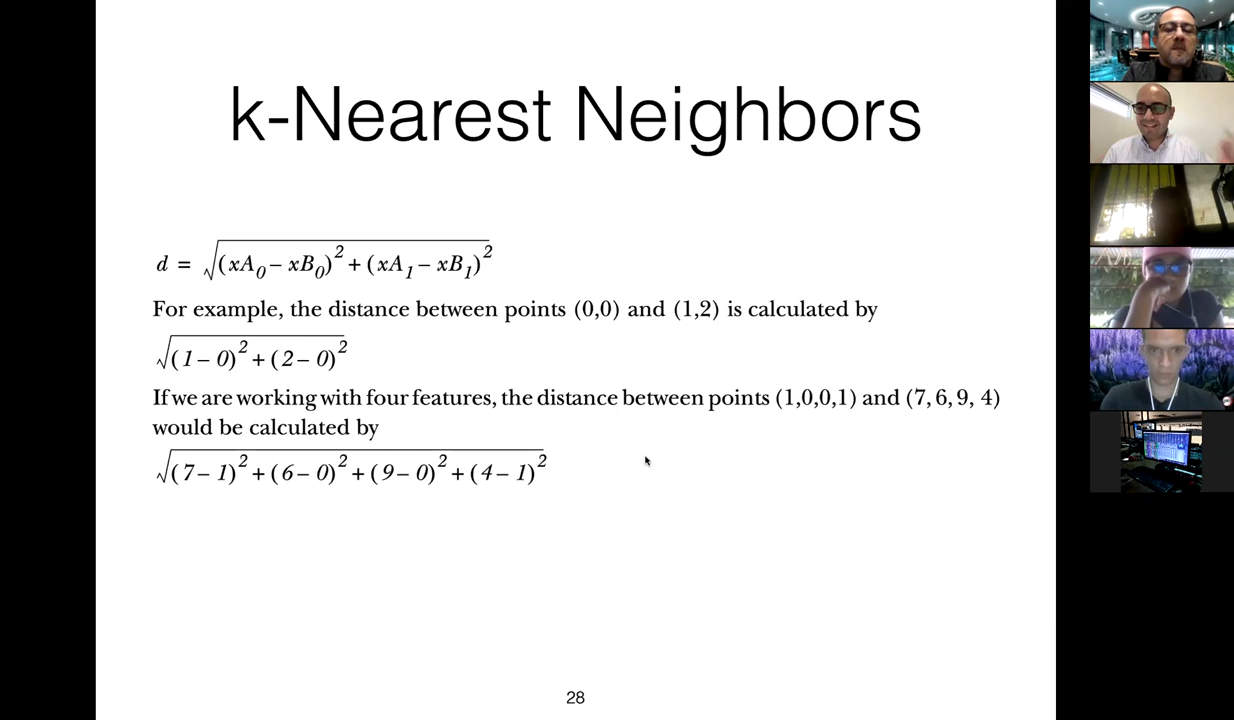 k-Nearest Neighbors
d = √(xA₀ – xB₀)² + (xA₁ – xB₁)²
For example, the distance between points (0,0) and (1,2) is calculated by
√(1 – 0)² + (2 – 0)²
If we are working with four features, the distance between points (1,0,0,1) and (7, 6, 9, 4)
would be calculated by
√(7 – 1)² + (6 – 0)² + (9 – 0)² + (4 – 1)²
28